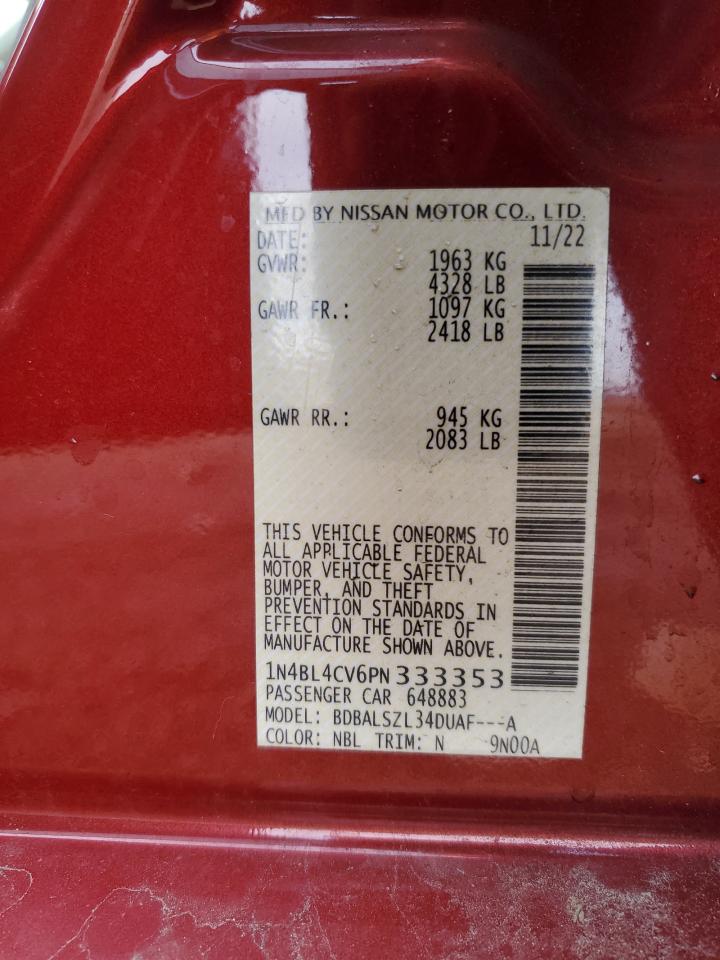 MFD BY NISSAN MOTOR CO., LTD.
DATE: 11/22
GVWR: 1963 KG
4328 LB
GAWR FR.: 1097 KG
2418 LB
GAWR RR.: 945 KG
2083 LB
THIS VEHICLE CONFORMS TO
ALL APPLICABLE FEDERAL
MOTOR VEHICLE SAFETY,
BUMPER, AND THEFT
PREVENTION STANDARDS IN
EFFECT ON THE DATE OF
MANUFACTURE SHOWN ABOVE.
1N4BL4CV6PN333353
PASSENGER CAR 648883
MODEL: BDBALSZL34DUAF---A
COLOR: NBL TRIM: N 9N00A